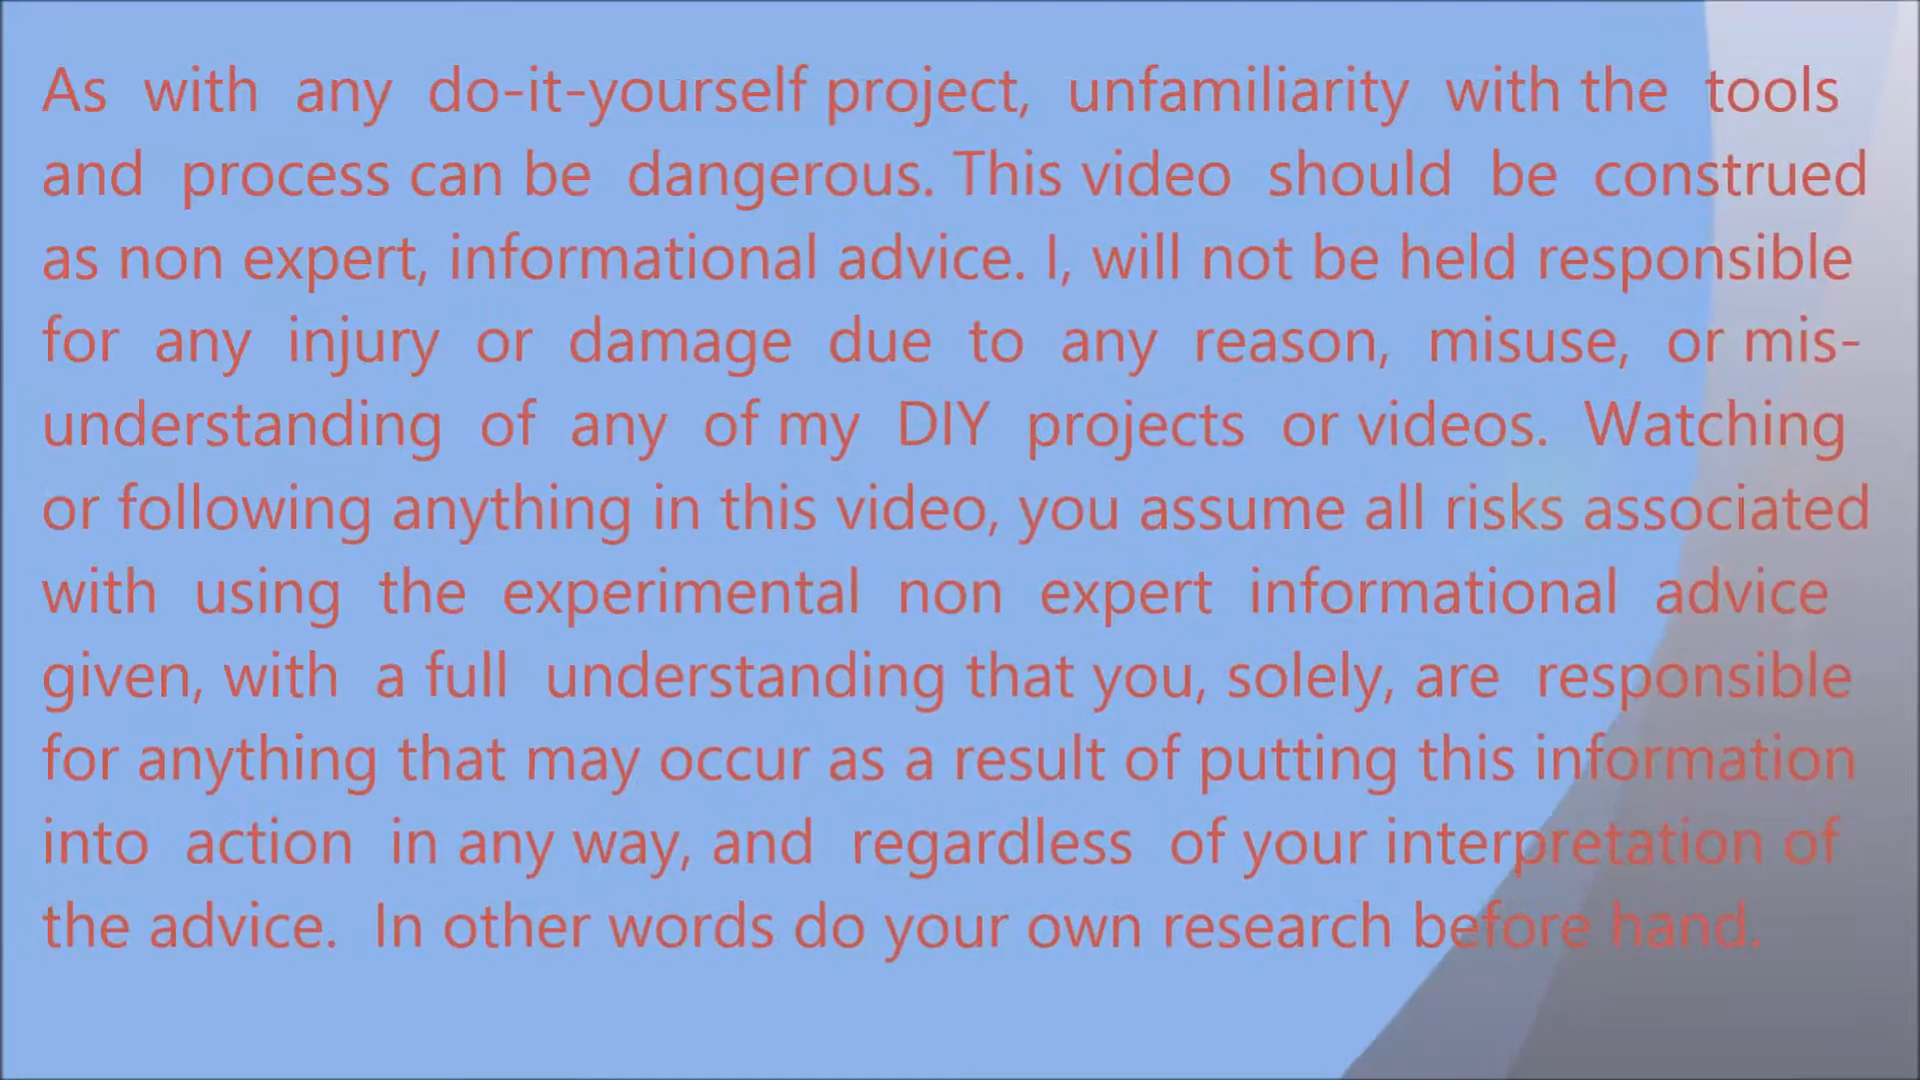 As with any do-it-yourself project, unfamiliarity with the tools
and process can be dangerous. This video should be construed
as non expert, informational advice. I, will not be held responsible
for any injury or damage due to any reason, misuse, or mis-
understanding of any of my DIY projects or videos. Watching
or following anything in this video, you assume all risks associated
with using the experimental non expert informational advice
given, with a full understanding that you, solely, are responsible
for anything that may occur as a result of putting this information
into action in any way, and regardless of your interpretation of
the advice. In other words do your own research before hand.